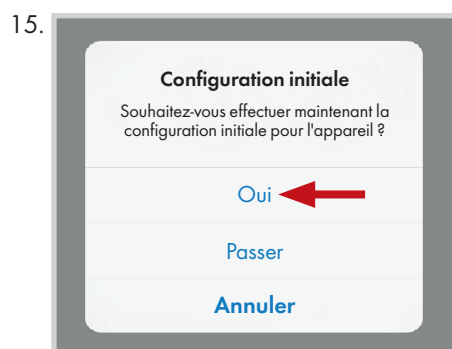 15.
Configuration initiale
Souhaitez-vous effectuer maintenant la
configuration initiale pour l'appareil ?
Oui
Passer
Annuler